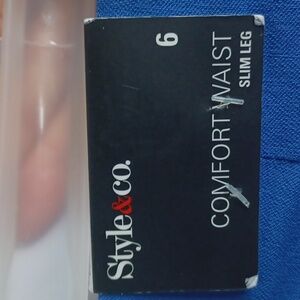 Style&co.
6
COMFORT WAIST
SLIM LEG